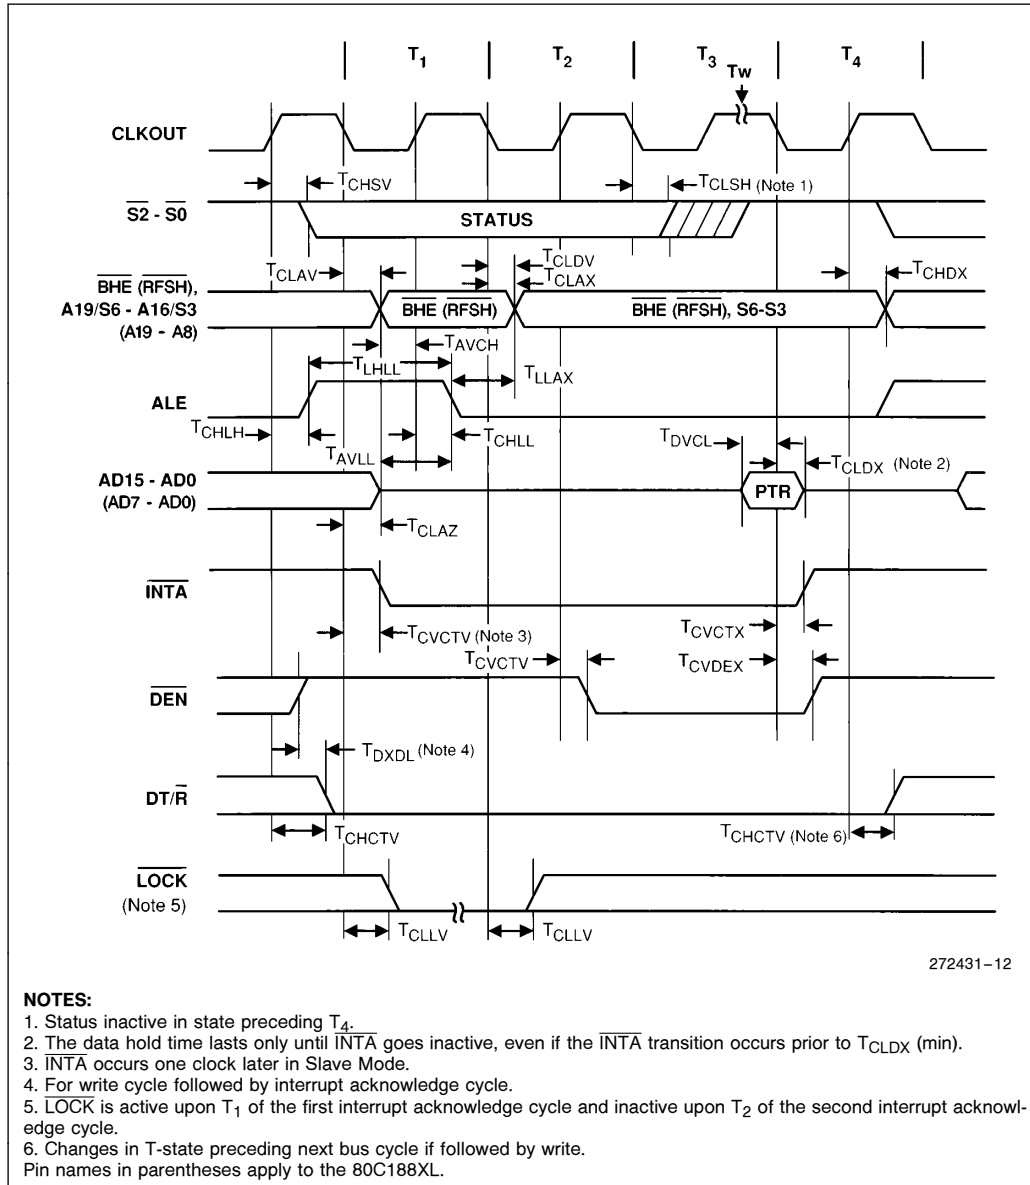 T1 T2 T3 T4
TW
CLKOUT
TCHSV
TCLSH (Note 1)
S2 - S0
STATUS
TCLDV
TCLAV
TCLAX
TCHDX
BHE (RFSH),
A19/S6 - A16/S3
(A19 - A8)
BHE (RFSH)
BHE (RFSH), S6-S3
TAVCH
TLHLL
TLLAX
ALE
TCHLH
TCHLL
TDVCL
TAVLL
TCLDX (Note 2)
AD15 - AD0
(AD7 - AD0)
PTR
TCLAZ
INTA
TCVCTV (Note 3)
TCVCTX
TCVCTV
TCVDEX
DEN
TDXDL (Note 4)
DT/R
TCHCTV
TCHCTV (Note 6)
LOCK
(Note 5)
TCLLV
TCLLV
272431–12
NOTES:
1. Status inactive in state preceding T4.
2. The data hold time lasts only until INTA goes inactive, even if the INTA transition occurs prior to TCLDX (min).
3. INTA occurs one clock later in Slave Mode.
4. For write cycle followed by interrupt acknowledge cycle.
5. LOCK is active upon T1 of the first interrupt acknowledge cycle and inactive upon T2 of the second interrupt acknowl-
edge cycle.
6. Changes in T-state preceding next bus cycle if followed by write.
Pin names in parentheses apply to the 80C188XL.